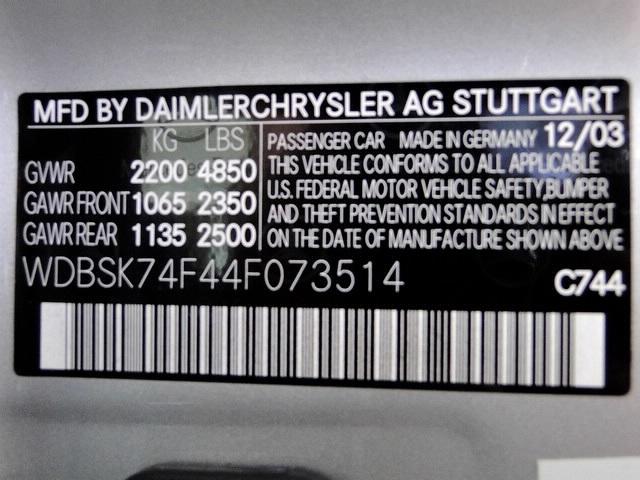 MFD BY DAIMLERCHRYSLER AG STUTTGART
KG LBS
GVWR 2200 4850
GAWR FRONT 1065 2350
GAWR REAR 1135 2500
PASSENGER CAR MADE IN GERMANY 12/03
THIS VEHICLE CONFORMS TO ALL APPLICABLE
U.S. FEDERAL MOTOR VEHICLE SAFETY,BUMPER
AND THEFT PREVENTION STANDARDS IN EFFECT
ON THE DATE OF MANUFACTURE SHOWN ABOVE
WDBSK74F44F073514
C744